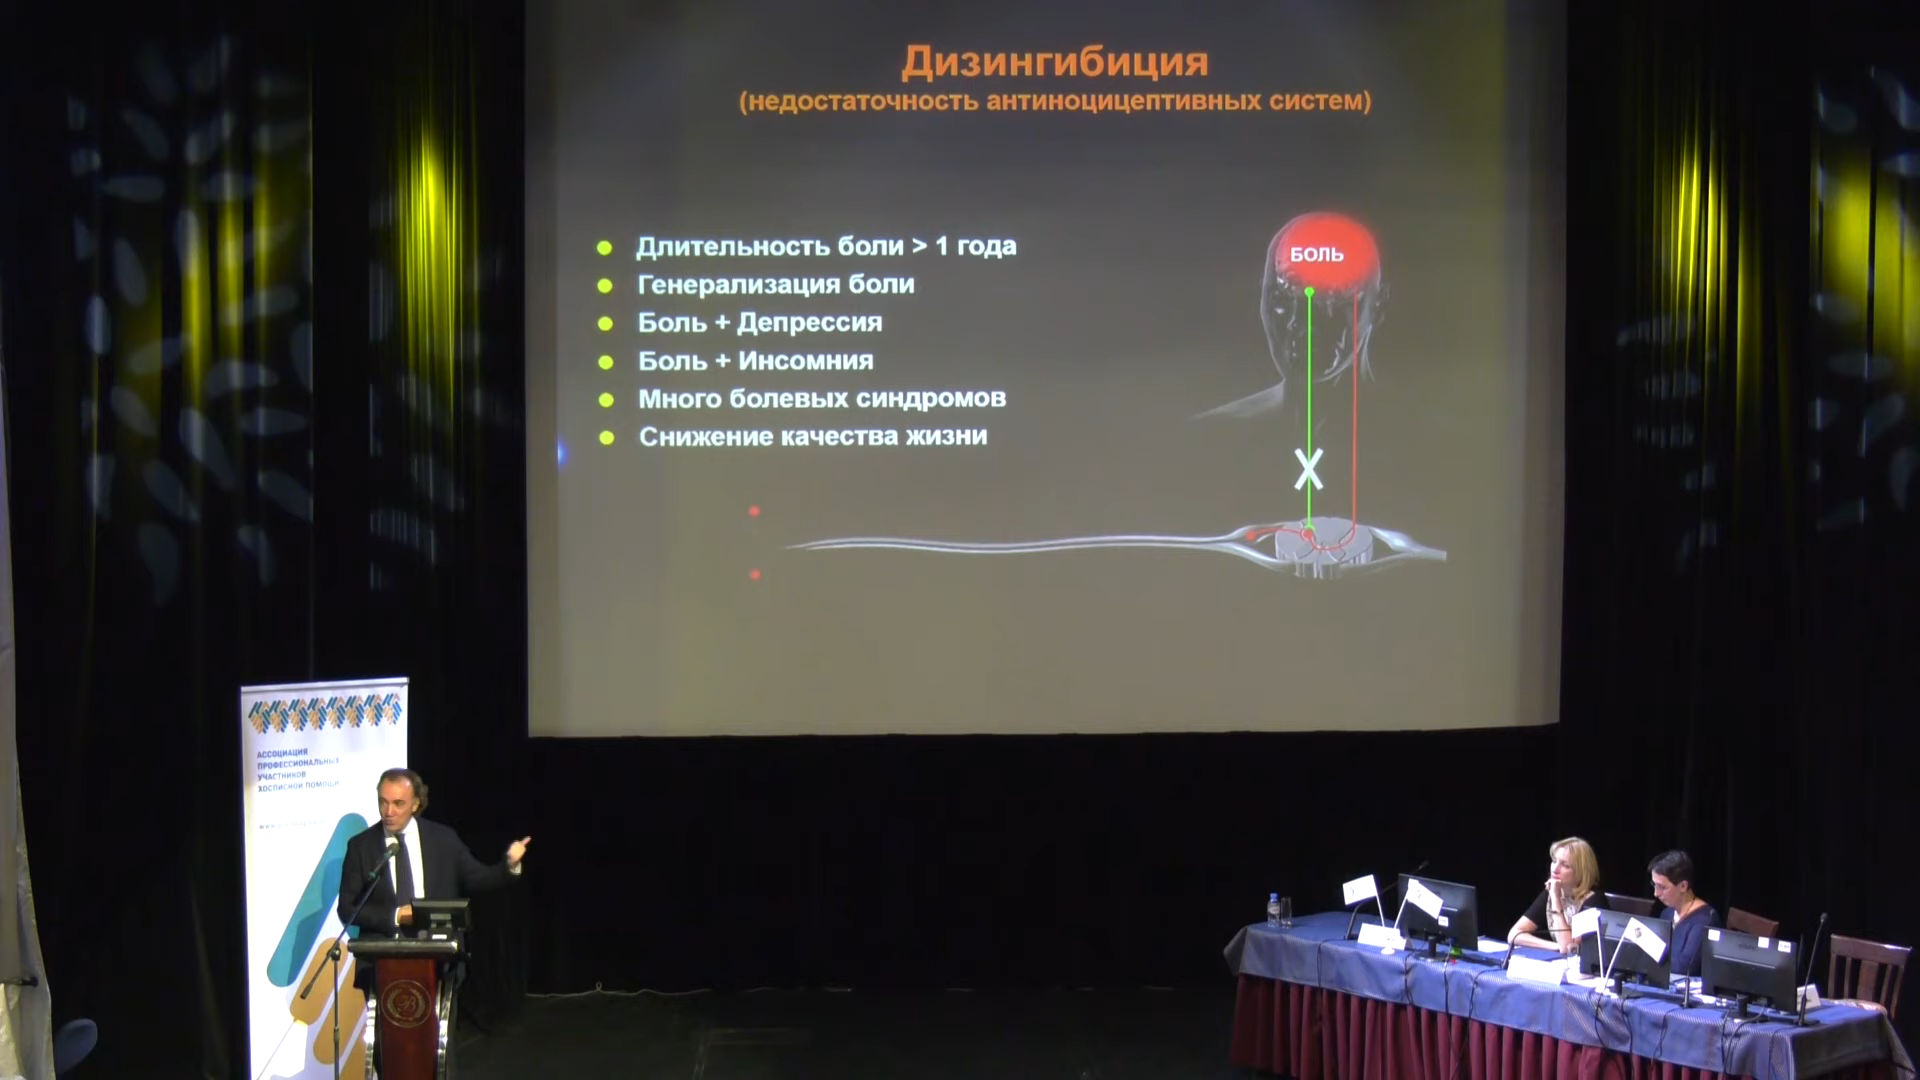 Дизингибиция
(недостаточность антиноцицептивных систем)
Длительность боли > 1 года
Генерализация боли
Боль + Депрессия
Боль + Инсомния
Много болевых синдромов
Снижение качества жизни
БОЛЬ
X
АССОЦИАЦИЯ
ПРОФЕССИОНАЛЬНЫХ
УЧАСТНИКОВ
ХОСПИСНОЙ ПОМОЩИ